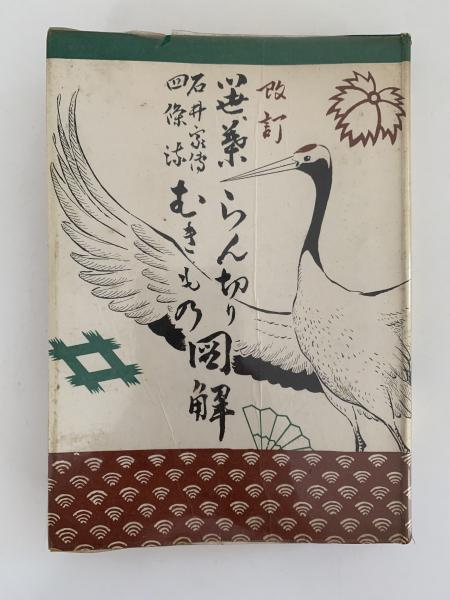 改訂
笹葉らん切り
石井家傳
四條流
むきもの
図解